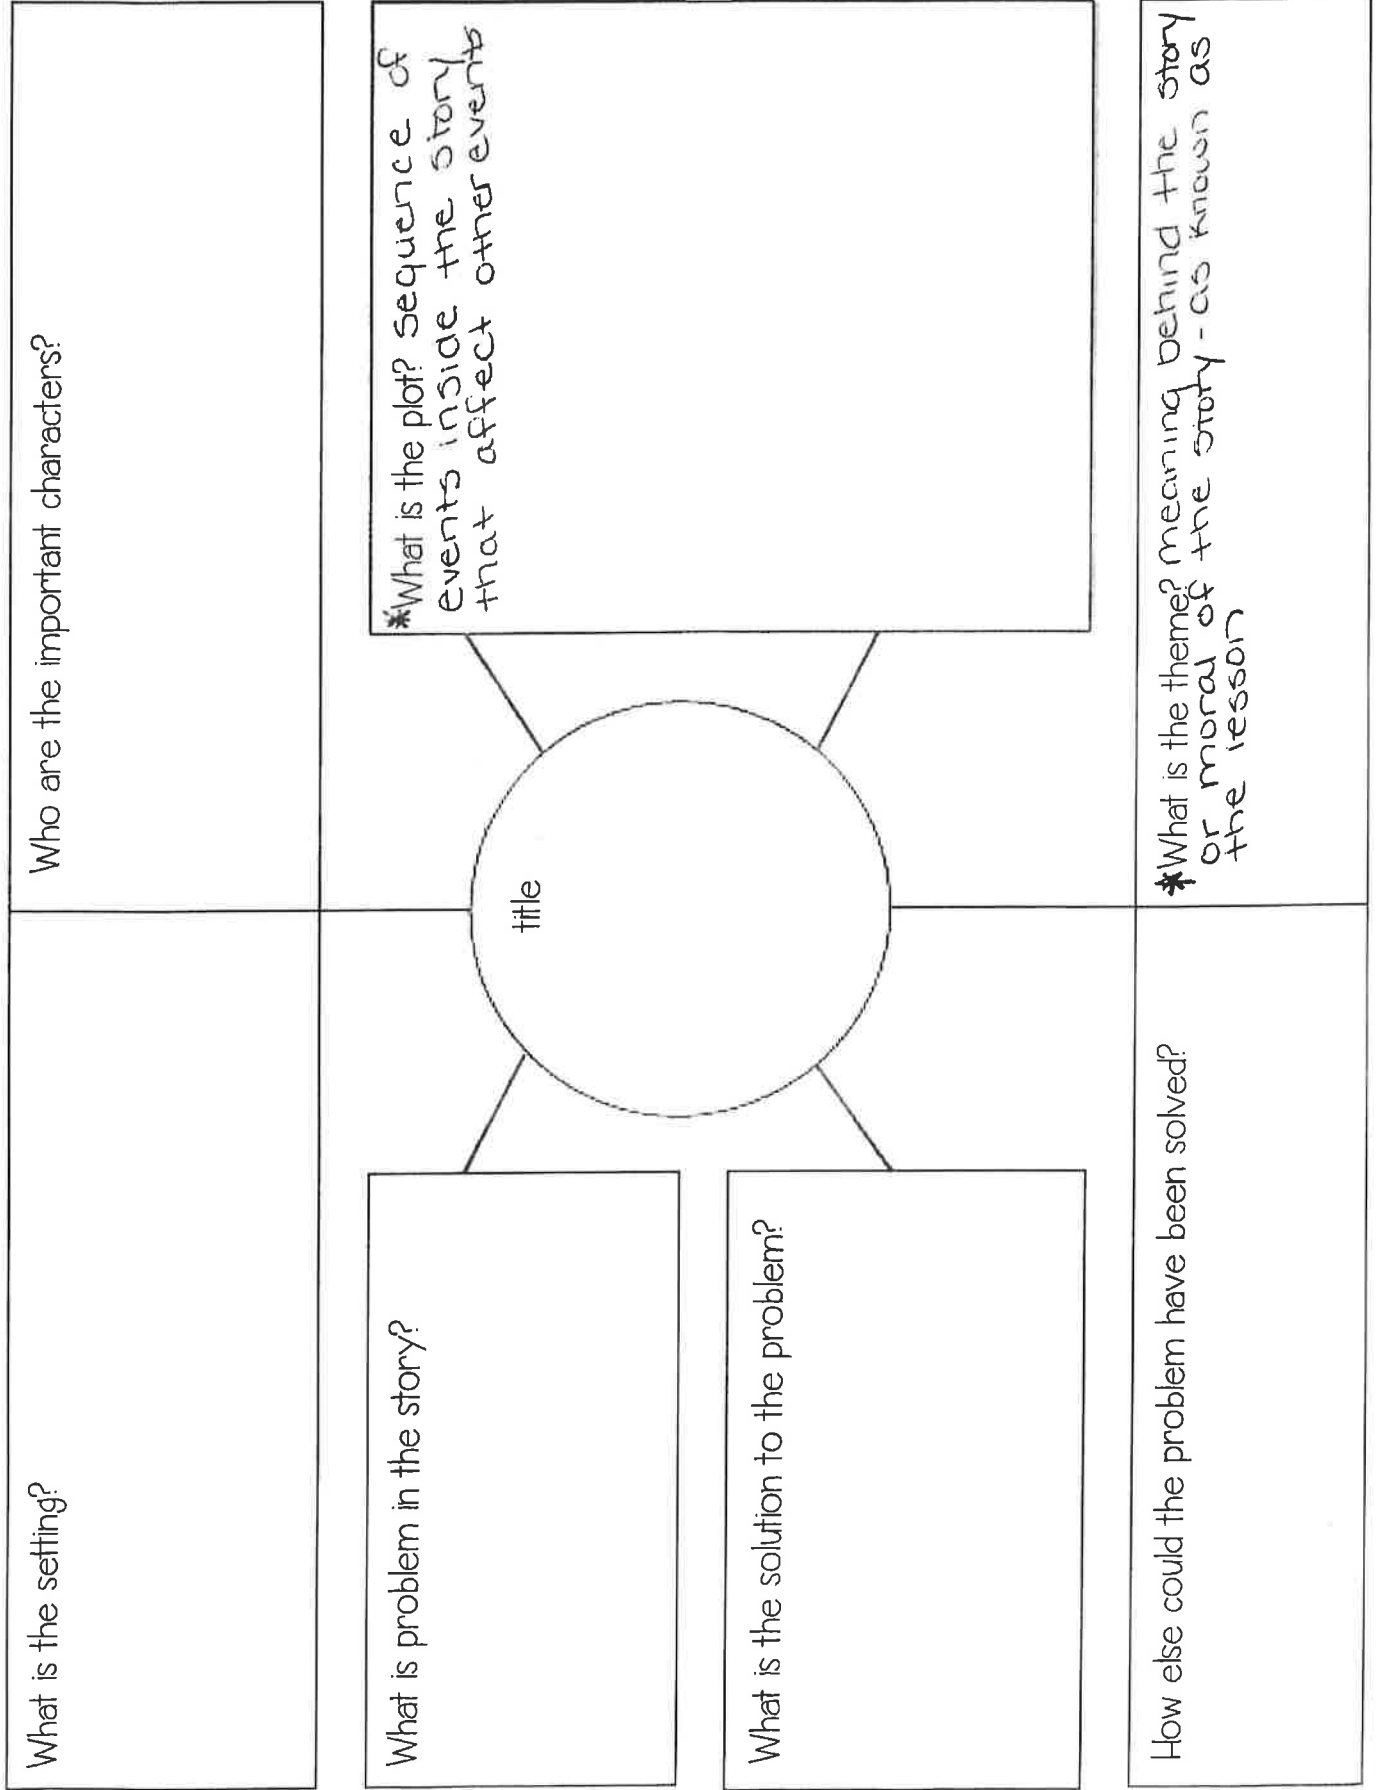 What is the setting?
Who are the important characters?
What is problem in the story?
*What is the plot? sequence of
events inside the story
that affect other events
title
What is the solution to the problem?
How else could the problem have been solved?
*What is the theme? meaning behind the story
or moral of the story - as known as
the lesson